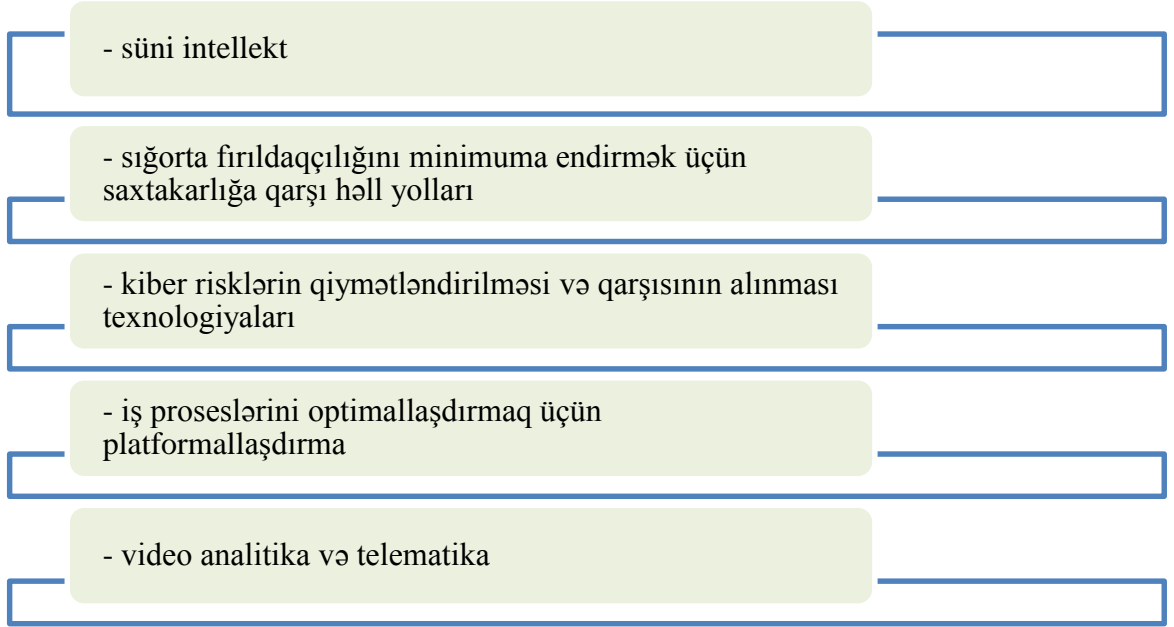 - süni intellekt
- sığorta fırıldaqçılığını minimuma endirmək üçün
saxtakarlığa qarşı həll yolları
- kiber risklərin qiymətləndirilməsi və qarşısının alınması
texnologiyaları
- iş proseslərini optimallaşdırmaq üçün
platformallaşdırma
- video analitika və telematika